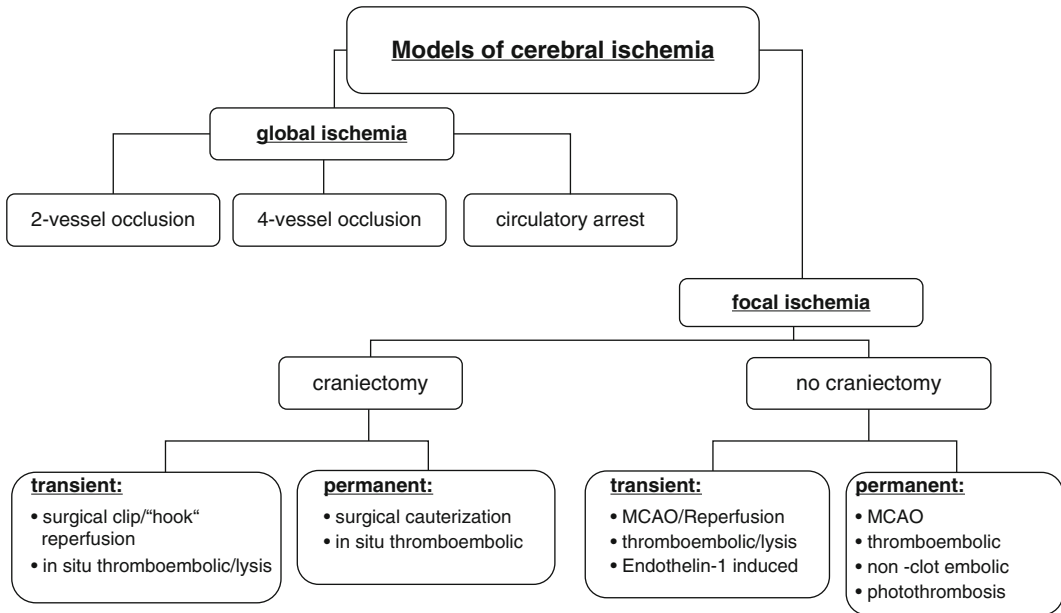 Models of cerebral ischemia
global ischemia
2-vessel occlusion
4-vessel occlusion
circulatory arrest
focal ischemia
craniectomy
no craniectomy
transient:
• surgical clip/“hook“
reperfusion
• in situ thromboembolic/lysis
permanent:
• surgical cauterization
• in situ thromboembolic
transient:
• MCAO/Reperfusion
• thromboembolic/lysis
• Endothelin-1 induced
permanent:
• MCAO
• thromboembolic
• non -clot embolic
• photothrombosis